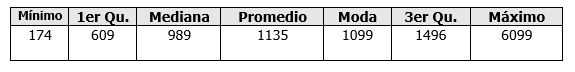 Mínimo 1er Qu. Mediana Promedio Moda 3er Qu. Máximo
174 609 989 1135 1099 1496 6099